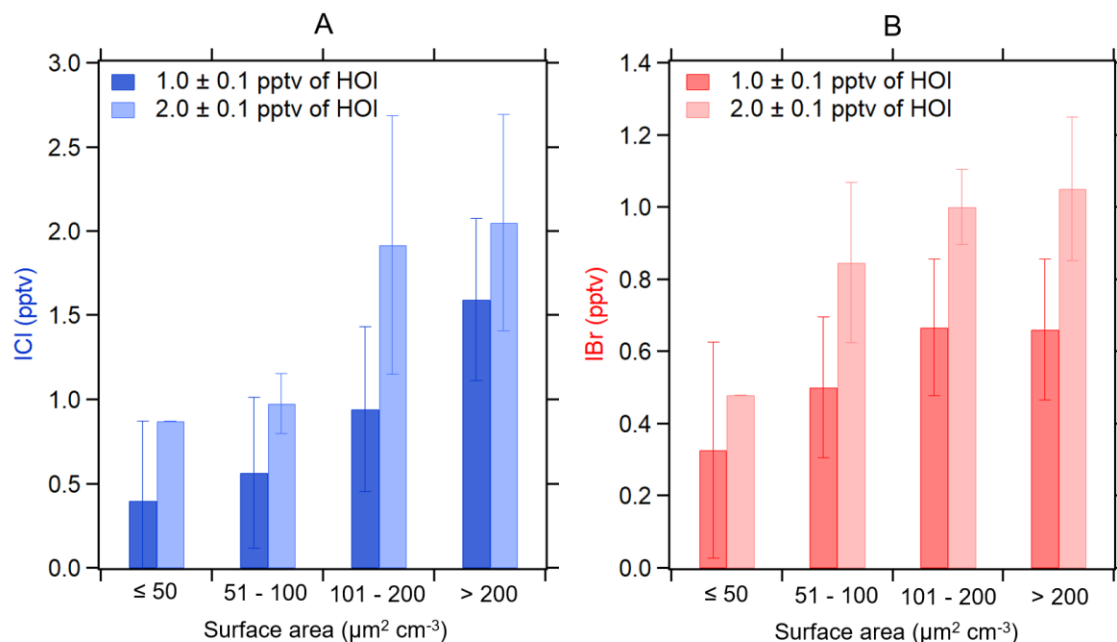 A
3.0
2.5
2.0
1.5
1.0
0.5
0.0
ICl (pptv)
1.0 ± 0.1 pptv of HOI
2.0 ± 0.1 pptv of HOI
≤ 50
51 - 100
101 - 200
> 200
Surface area (µm² cm⁻³)
B
1.4
1.2
1.0
0.8
0.6
0.4
0.2
0.0
IBr (pptv)
1.0 ± 0.1 pptv of HOI
2.0 ± 0.1 pptv of HOI
≤ 50
51 - 100
101 - 200
> 200
Surface area (µm² cm⁻³)